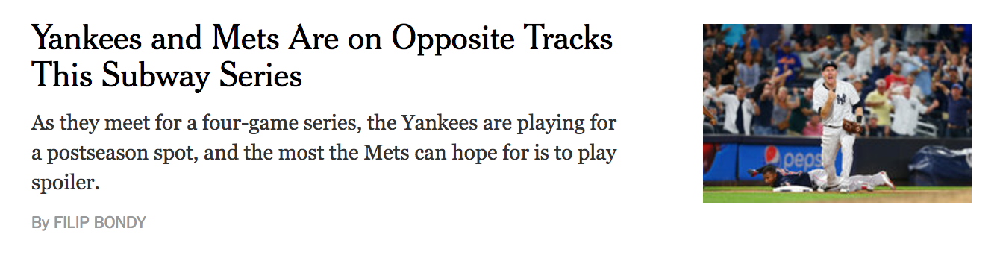 Yankees and Mets Are on Opposite Tracks
This Subway Series
As they meet for a four-game series, the Yankees are playing for
a postseason spot, and the most the Mets can hope for is to play
spoiler.
By FILIP BONDY
pepsi